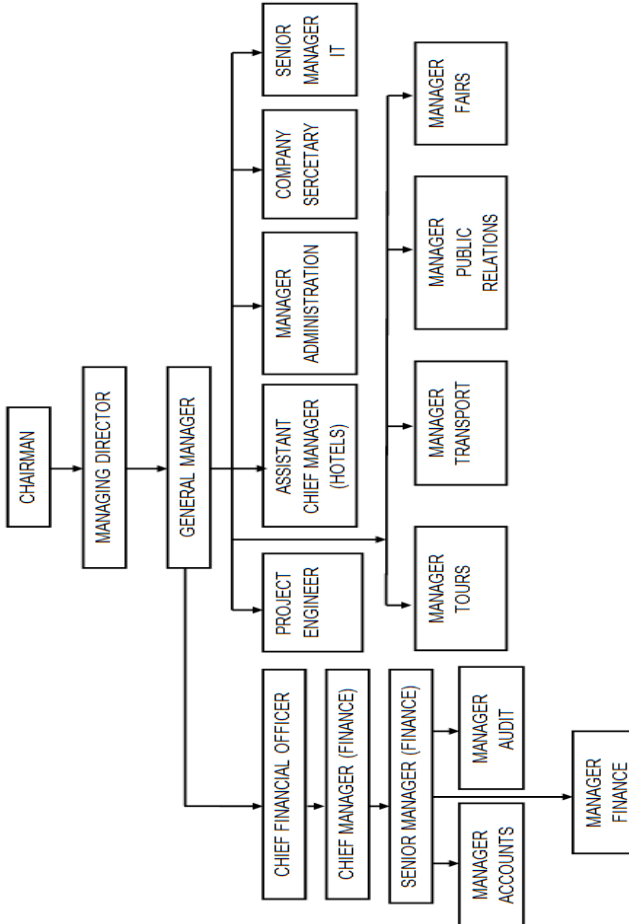 CHAIRMAN
MANAGING DIRECTOR
GENERAL MANAGER
CHIEF FINANCIAL OFFICER
CHIEF MANAGER (FINANCE)
SENIOR MANAGER (FINANCE)
MANAGER
ACCOUNTS
MANAGER
AUDIT
MANAGER
FINANCE
PROJECT
ENGINEER
ASSISTANT
CHIEF MANAGER
(HOTELS)
MANAGER
ADMINISTRATION
COMPANY
SERCETARY
SENIOR
MANAGER
IT
MANAGER
TOURS
MANAGER
TRANSPORT
MANAGER
PUBLIC
RELATIONS
MANAGER
FAIRS